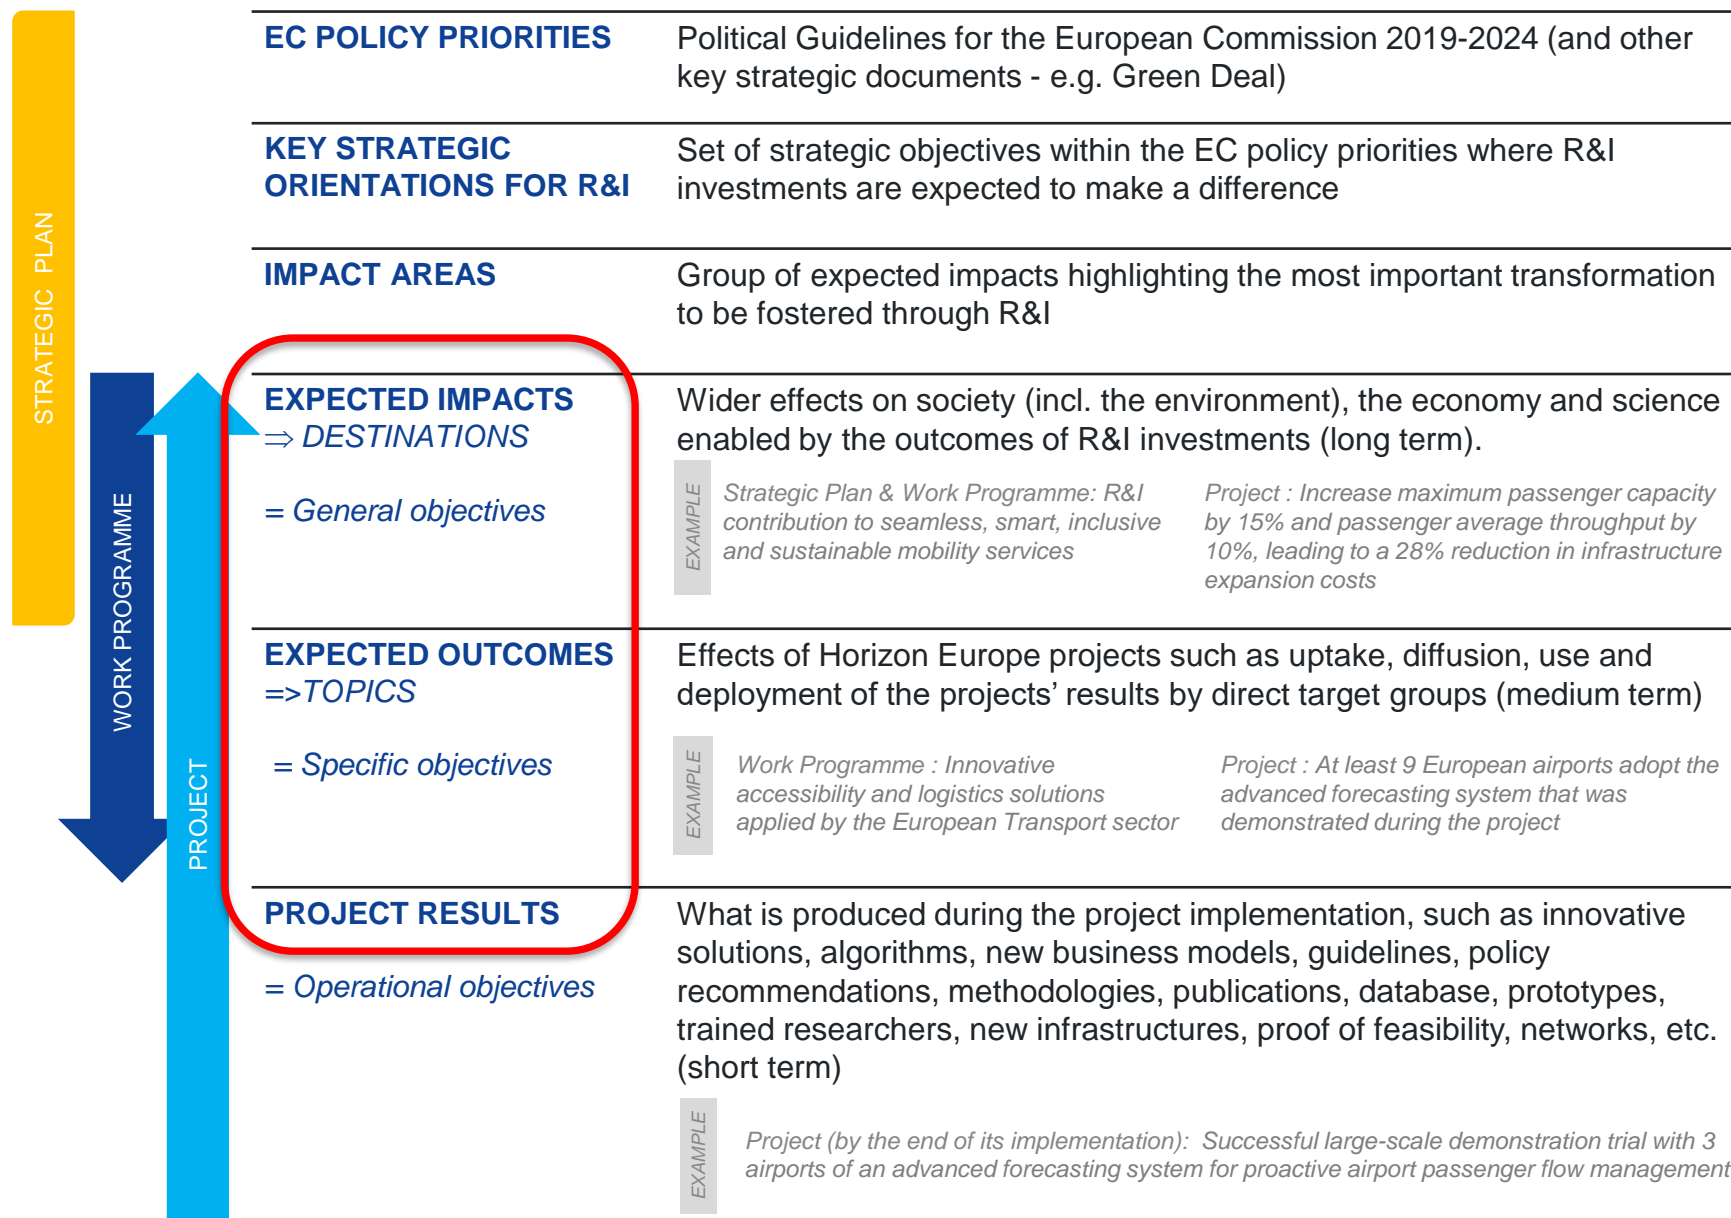 STRATEGIC PLAN
WORK PROGRAMME
PROJECT
EC POLICY PRIORITIES
Political Guidelines for the European Commission 2019-2024 (and other
key strategic documents - e.g. Green Deal)
KEY STRATEGIC
ORIENTATIONS FOR R&I
Set of strategic objectives within the EC policy priorities where R&I
investments are expected to make a difference
IMPACT AREAS
Group of expected impacts highlighting the most important transformation
to be fostered through R&I
EXPECTED IMPACTS
⇒ DESTINATIONS
= General objectives
Wider effects on society (incl. the environment), the economy and science
enabled by the outcomes of R&I investments (long term).
EXAMPLE
Strategic Plan & Work Programme: R&I
contribution to seamless, smart, inclusive
and sustainable mobility services
Project : Increase maximum passenger capacity
by 15% and passenger average throughput by
10%, leading to a 28% reduction in infrastructure
expansion costs
EXPECTED OUTCOMES
=>TOPICS
= Specific objectives
Effects of Horizon Europe projects such as uptake, diffusion, use and
deployment of the projects' results by direct target groups (medium term)
EXAMPLE
Work Programme : Innovative
accessibility and logistics solutions
applied by the European Transport sector
Project : At least 9 European airports adopt the
advanced forecasting system that was
demonstrated during the project
PROJECT RESULTS
= Operational objectives
What is produced during the project implementation, such as innovative
solutions, algorithms, new business models, guidelines, policy
recommendations, methodologies, publications, database, prototypes,
trained researchers, new infrastructures, proof of feasibility, networks, etc.
(short term)
EXAMPLE
Project (by the end of its implementation): Successful large-scale demonstration trial with 3
airports of an advanced forecasting system for proactive airport passenger flow management